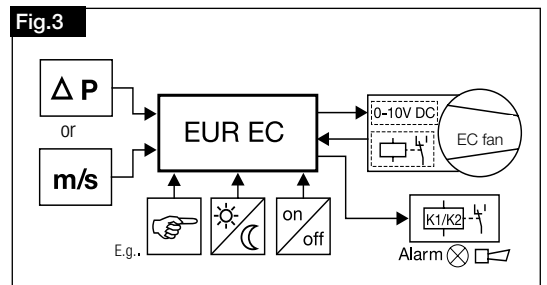 Fig.3
Δ P
or
m/s
EUR EC
0-10V DC
EC fan
E.g..
on
off
K1/K2
Alarm